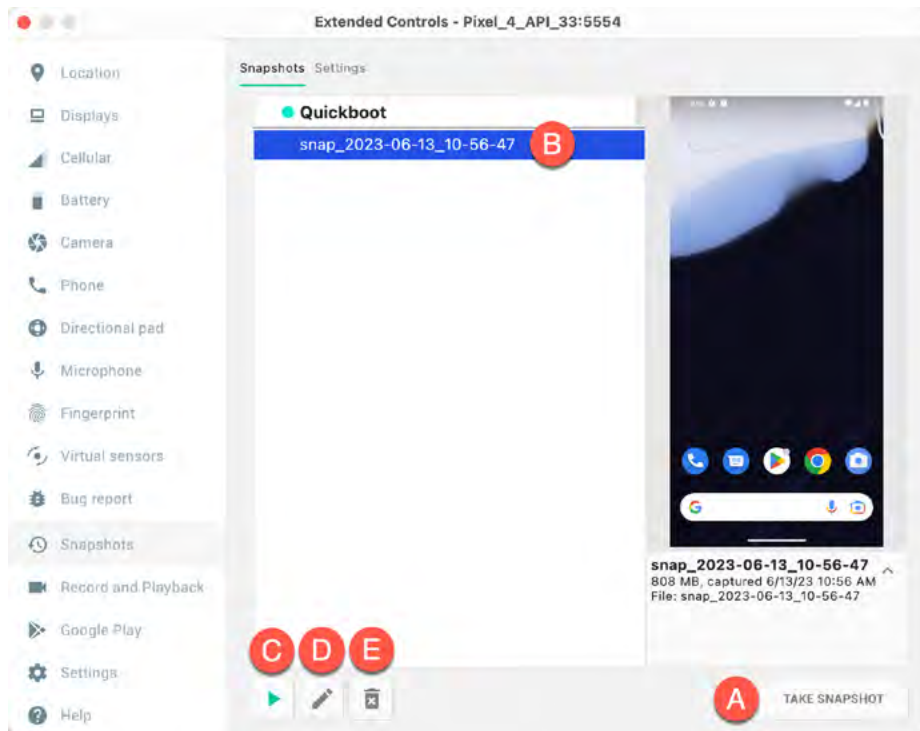 Extended Controls - Pixel_4_API_33:5554
Location
Displays
Cellular
Battery
Camera
Phone
Directional pad
Microphone
Fingerprint
Virtual sensors
Bug report
Snapshots
Record and Playback
Google Play
Settings
Help
Snapshots Settings
Quickboot
snap_2023-06-13_10-56-47 B
G
snap_2023-06-13_10-56-47
808 MB, captured 6/13/23 10:56 AM
File: snap_2023-06-13_10-56-47
C D E
A TAKE SNAPSHOT